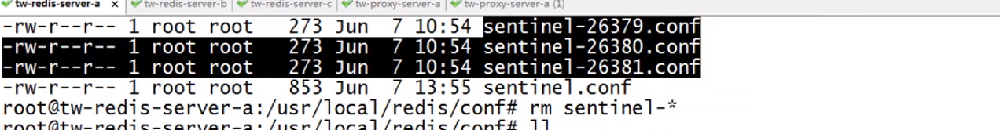 tw-redis-server-a × tw-redis-server-b tw-redis-server-c tw-proxy-server-a tw-proxy-server-a (1)
-rw-r--r-- 1 root root 273 Jun 7 10:54 sentinel-26379.conf
-rw-r--r-- 1 root root 273 Jun 7 10:54 sentinel-26380.conf
-rw-r--r-- 1 root root 273 Jun 7 10:54 sentinel-26381.conf
-rw-r--r-- 1 root root 853 Jun 7 13:55 sentinel.conf
root@tw-redis-server-a:/usr/local/redis/conf# rm sentinel-*
root@tw-redis-server-a:/usr/local/redis/conf# ll